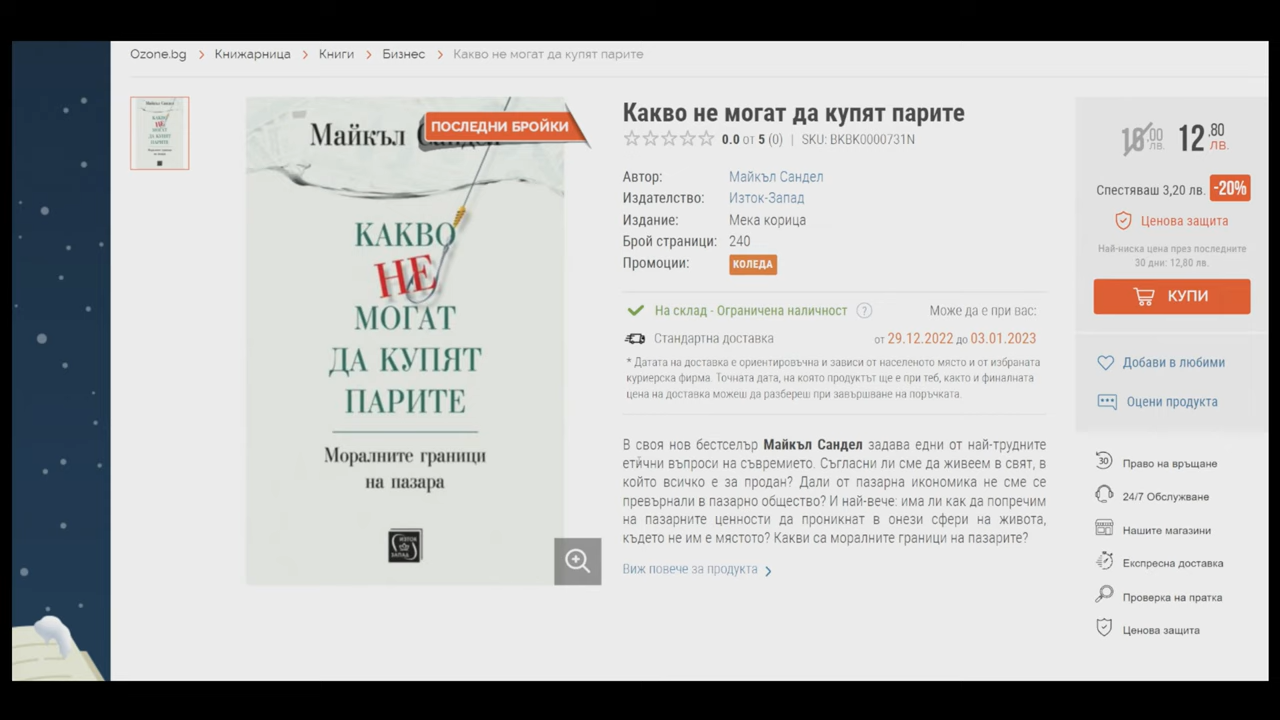 Ozone.bg > Книжарница > Книги > Бизнес > Какво не могат да купят парите
Майкъл
ПОСЛЕДНИ БРОЙКИ
КАКВО
НЕ
МОГАТ
ДА КУПЯТ
ПАРИТЕ
Моралните граници
на пазара
ИЗТОК
ЗАПАД
Какво не могат да купят парите
0.0 от 5 (0) | SKU: BKBK0000731N
Автор: Майкъл Сандел
Издателство: Изток-Запад
Издание: Мека корица
Брой страници: 240
Промоции: КОЛЕДА
На склад - Ограничена наличност ? Може да е при вас:
Стандартна доставка от 29.12.2022 до 03.01.2023
* Датата на доставка е ориентировъчна и зависи от населеното място и от избраната
куриерска фирма. Точната дата, на която продуктът ще е при теб, както и финалната
цена на доставка можеш да разбереш при завършване на поръчката.
В своя нов бестселър Майкъл Сандел задава едни от най-трудните
етични въпроси на съвремието. Съгласни ли сме да живеем в свят, в
който всичко е за продан? Дали от пазарна икономика не сме се
превърнали в пазарно общество? И най-вече: има ли как да попречим
на пазарните ценности да проникнат в онези сфери на живота,
където не им е мястото? Какви са моралните граници на пазарите?
Виж повече за продукта >
16,00 лв. 12,80 лв.
Спестяваш 3,20 лв. -20%
Ценова защита
Най-ниска цена през последните
30 дни: 12,80 лв.
КУПИ
Добави в любими
Оцени продукта
30 Право на връщане
24/7 Обслужване
Нашите магазини
Експресна доставка
Проверка на пратка
Ценова защита